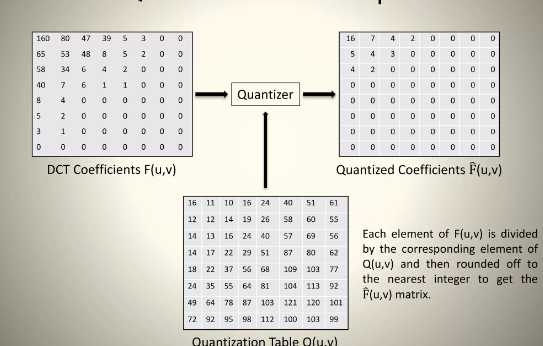 160 80 47 39 5 3 0 0
65 53 48 8 5 2 0 0
58 34 6 4 2 0 0 0
40 7 6 1 1 0 0 0
8 4 0 0 0 0 0 0
5 2 0 0 0 0 0 0
3 1 0 0 0 0 0 0
0 0 0 0 0 0 0 0
DCT Coefficients F(u,v)
Quantizer
16 7 4 2 0 0 0 0
5 4 3 0 0 0 0 0
4 2 0 0 0 0 0 0
0 0 0 0 0 0 0 0
0 0 0 0 0 0 0 0
0 0 0 0 0 0 0 0
0 0 0 0 0 0 0 0
0 0 0 0 0 0 0 0
Quantized Coefficients F̂(u,v)
16 11 10 16 24 40 51 61
12 12 14 19 26 58 60 55
14 13 16 24 40 57 69 56
14 17 22 29 51 87 80 62
18 22 37 56 68 109 103 77
24 35 55 64 81 104 113 92
49 64 78 87 103 121 120 101
72 92 95 98 112 100 103 99
Quantization Table Q(u,v)
Each element of F(u,v) is divided
by the corresponding element of
Q(u,v) and then rounded off to
the nearest integer to get the
F̂(u,v) matrix.